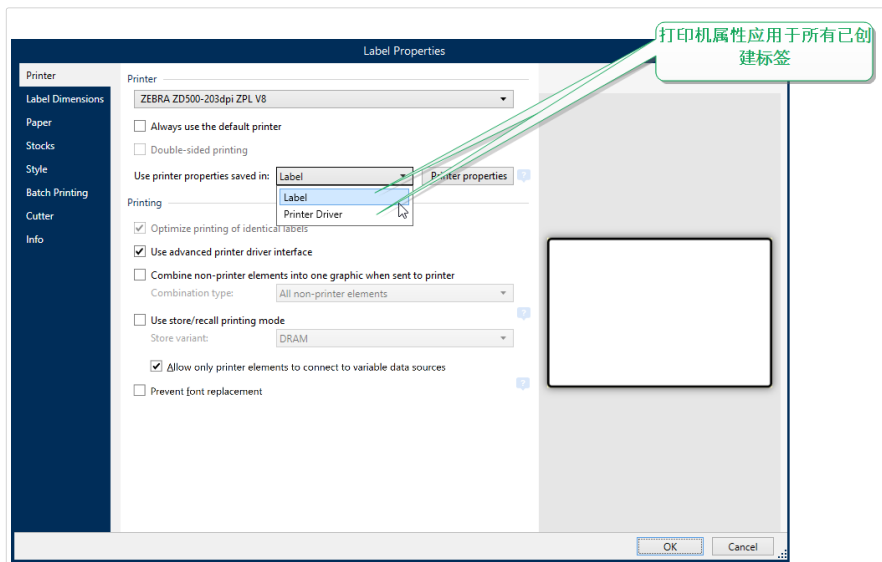 打印机属性应用于所有已创
建标签
Label Properties
Printer
Label Dimensions
Paper
Stocks
Style
Batch Printing
Cutter
Info
Printer
ZEBRA ZD500-203dpi ZPL V8
Always use the default printer
Double-sided printing
Use printer properties saved in: Label Printer properties ?
Label
Printer Driver
Printing
Optimize printing of identical labels
Use advanced printer driver interface
Combine non-printer elements into one graphic when sent to printer
Combination type: All non-printer elements
?
Use store/recall printing mode
Store variant: DRAM
Allow only printer elements to connect to variable data sources
?
Prevent font replacement
OK Cancel